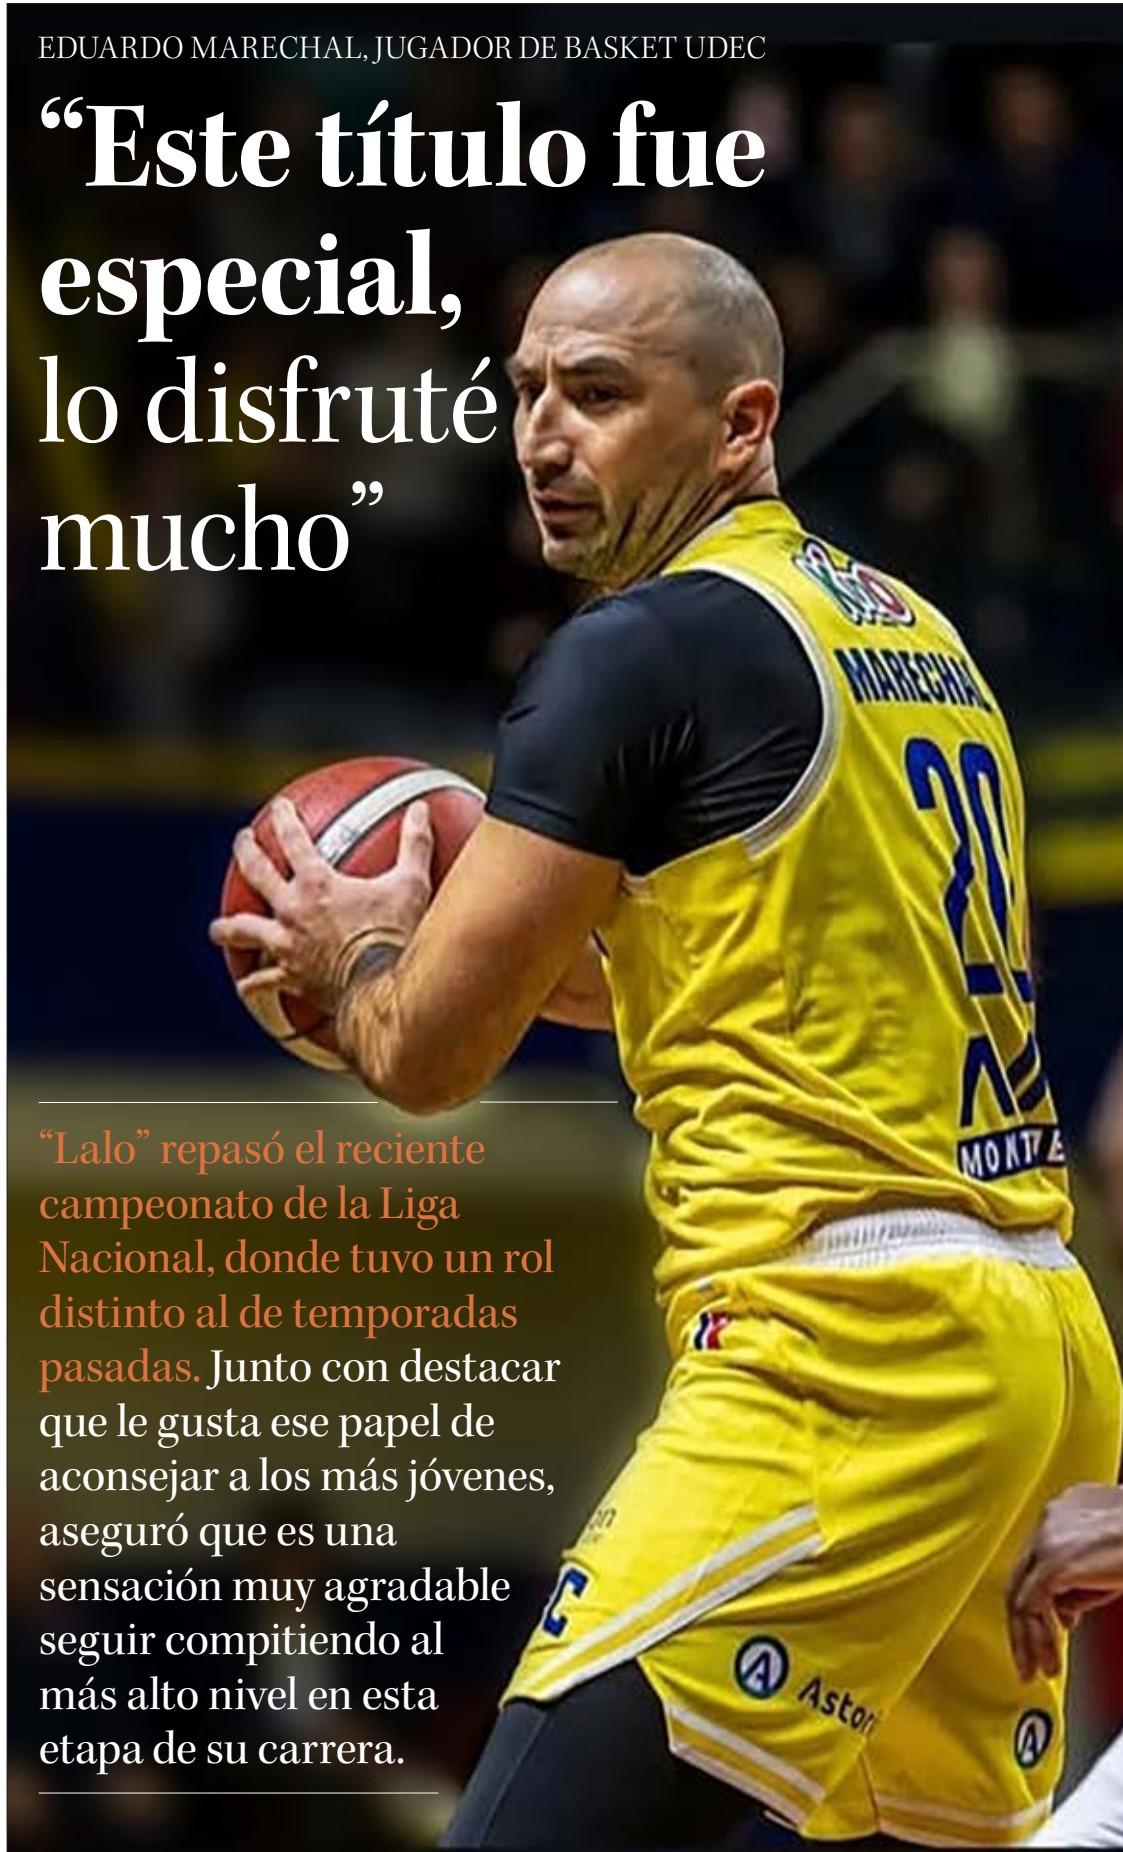 EDUARDO MARECHAL, JUGADOR DE BASKET UDEC
“Este título fue
especial,
lo disfruté
mucho”
MARECHAL
20
“Lalo” repasó el reciente
campeonato de la Liga
Nacional, donde tuvo un rol
distinto al de temporadas
pasadas. Junto con destacar
que le gusta ese papel de
aconsejar a los más jóvenes,
aseguró que es una
sensación muy agradable
seguir compitiendo al
más alto nivel en esta
etapa de su carrera.